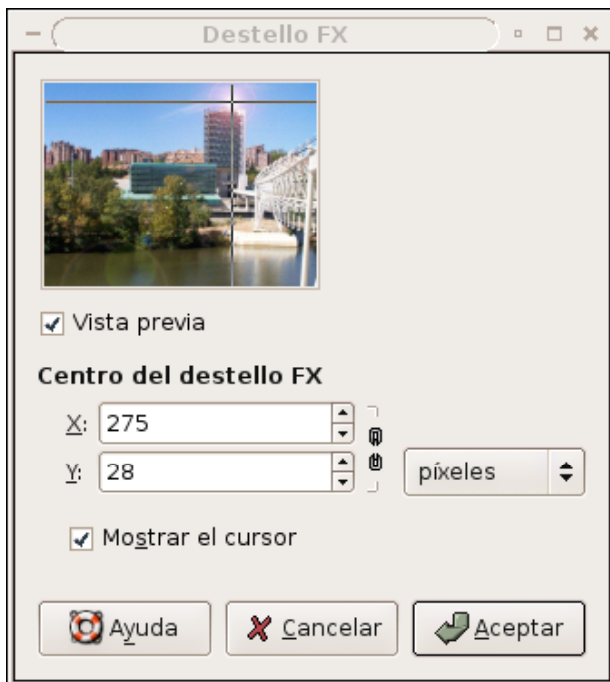 Destello FX
Vista previa
Centro del destello FX
X: 275
Y: 28
píxeles
Mostrar el cursor
Ayuda
Cancelar
Aceptar